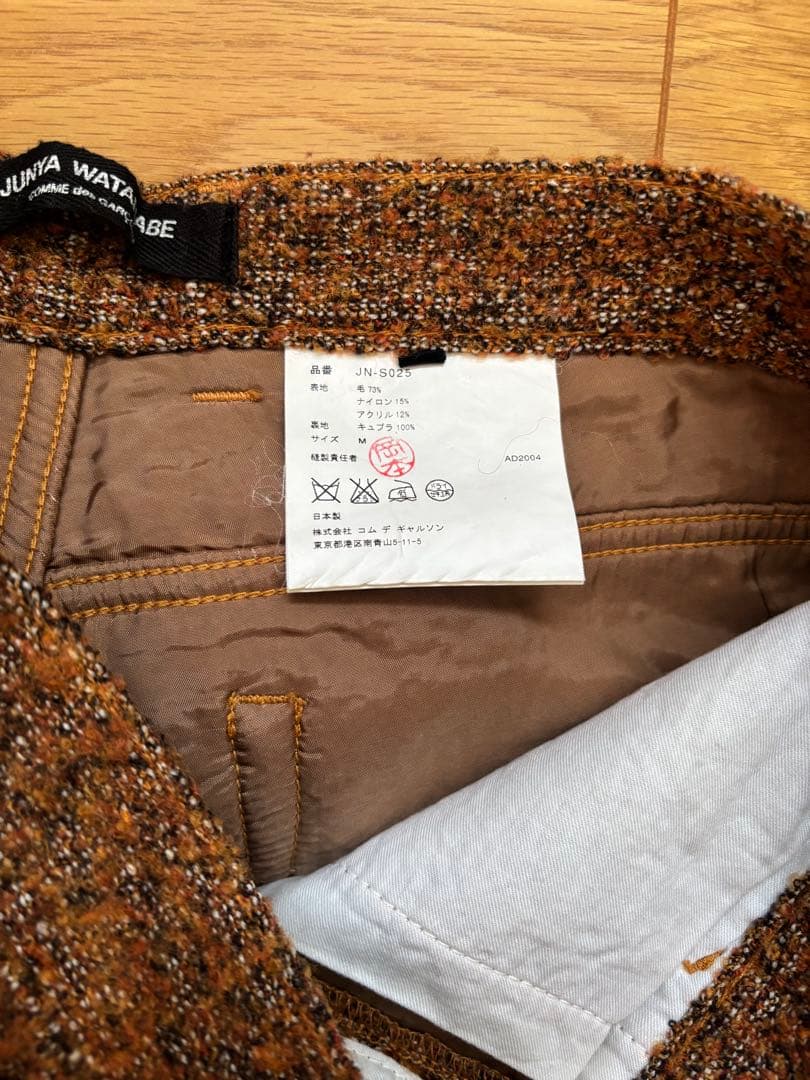 JUNYA WATA
COMME des GARÇ
ABE
品番 JN-S025
表地 毛 73%
ナイロン 15%
アクリル 12%
裏地 キュプラ 100%
サイズ M
縫製責任者 岡本 AD2004
日本製
株式会社 コム デ ギャルソン
東京都港区南青山5-11-5